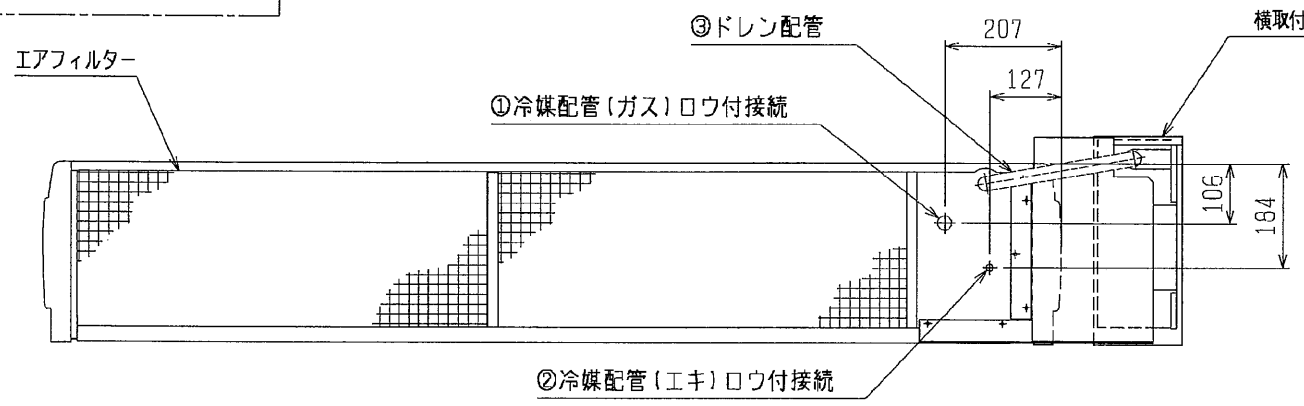 ③ドレン配管
207
横取付
エアフィルター
127
①冷媒配管(ガス)ロウ付接続
106
184
②冷媒配管(エキ)ロウ付接続